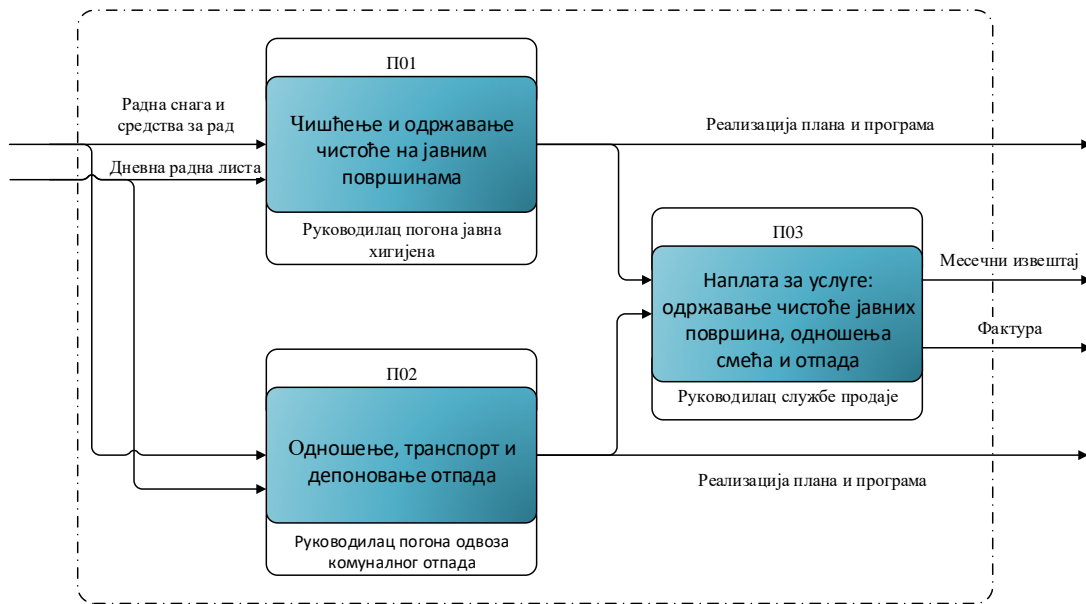 П01
Радна снага и
средства за рад
Чишћење и одржавање
чистоће на јавним
површинама
Реализација плана и програма
Дневна радна листа
Руководилац погона јавна
хигијена
П03
Наплата за услуге:
одржавање чистоће јавних
површина, одношења
смећа и отпада
Месечни извештај
Фактура
Руководилац службе продаје
П02
Одношење, транспорт и
депоновање отпада
Реализација плана и програма
Руководилац погона одвоза
комуналног отпада